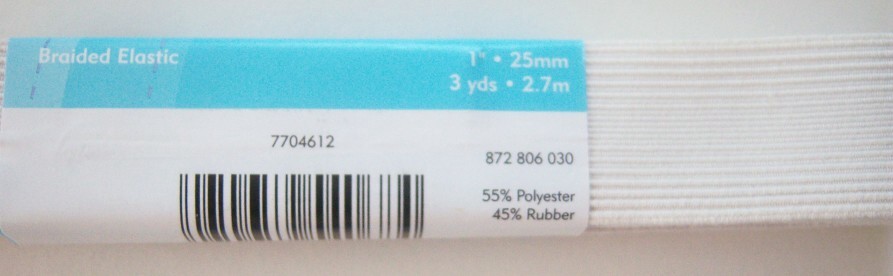 Braided Elastic
1" • 25mm
3 yds • 2.7m
7704612
872 806 030
55% Polyester
45% Rubber